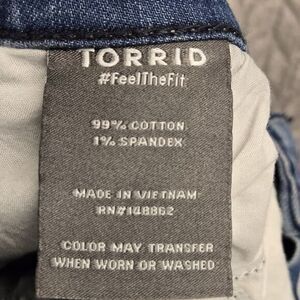 TORRID
#FeelTheFit
99% COTTON
1% SPANDEX
MADE IN VIETNAM
RN#148862
COLOR MAY TRANSFER
WHEN WORN OR WASHED